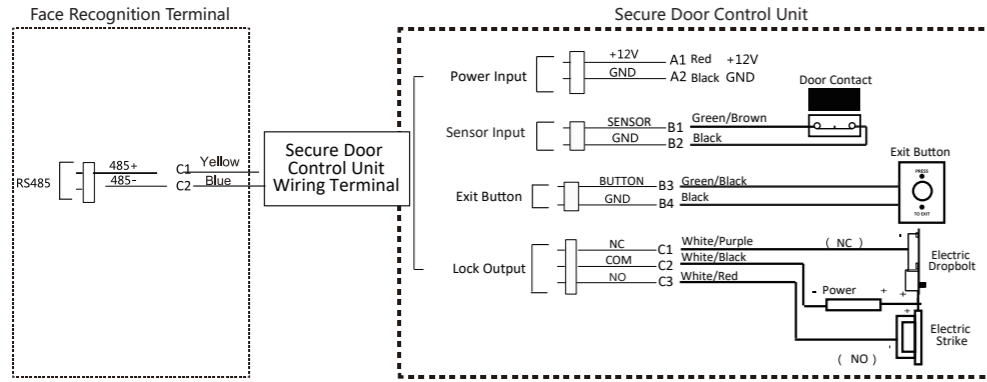 Face Recognition Terminal
Secure Door Control Unit
RS485
485+
C1
Yellow
485-
C2
Blue
Secure Door
Control Unit
Wiring Terminal
Power Input
+12V
A1 Red +12V
GND
A2 Black GND
Door Contact
Sensor Input
SENSOR
B1
Green/Brown
GND
B2
Black
Exit Button
PRESS
TO EXIT
Exit Button
BUTTON
B3
Green/Black
GND
B4
Black
Lock Output
NC
C1
White/Purple
( NC )
COM
C2
White/Black
NO
C3
White/Red
Electric
Dropbolt
-
Power
+
+
-
+
Electric
Strike
-
( NO )